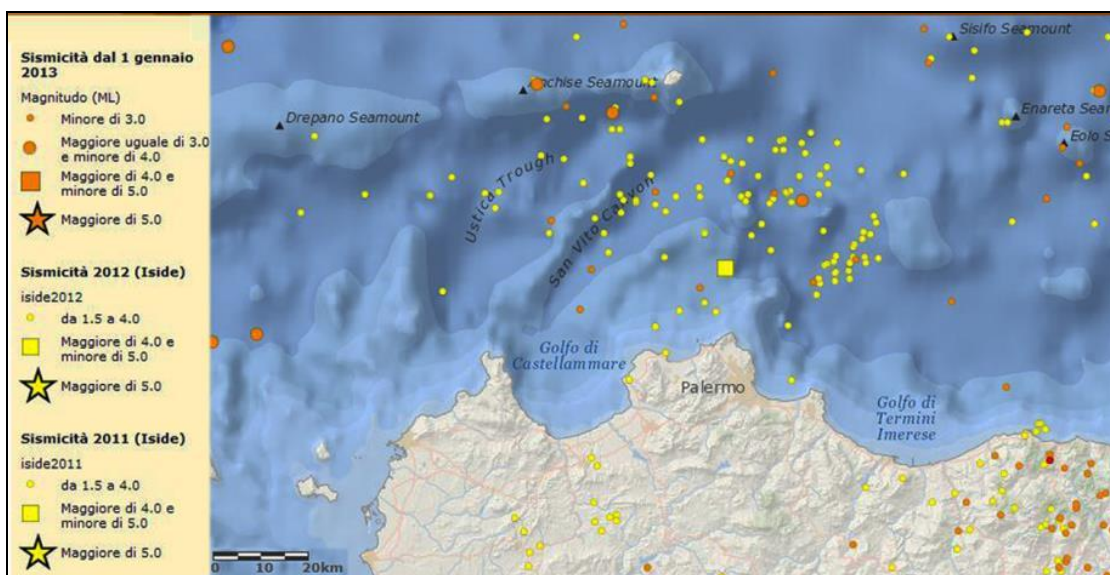 Sismicità dal 1 gennaio
2013
Magnitudo (ML)
Minore di 3.0
Maggiore uguale di 3.0
e minore di 4.0
Maggiore di 4.0 e
minore di 5.0
Maggiore di 5.0
Sismicità 2012 (Iside)
iside2012
da 1.5 a 4.0
Maggiore di 4.0 e
minore di 5.0
Maggiore di 5.0
Sismicità 2011 (Iside)
iside2011
da 1.5 a 4.0
Maggiore di 4.0 e
minore di 5.0
Maggiore di 5.0
Sisifo Seamount
nchise Seamount
Drepano Seamount
Enareta Seam
Eolo S
Ustica Trough
San Vito Canyon
Golfo di
Castellammare
Palermo
Golfo di
Termini
Imerese
0 10 20km